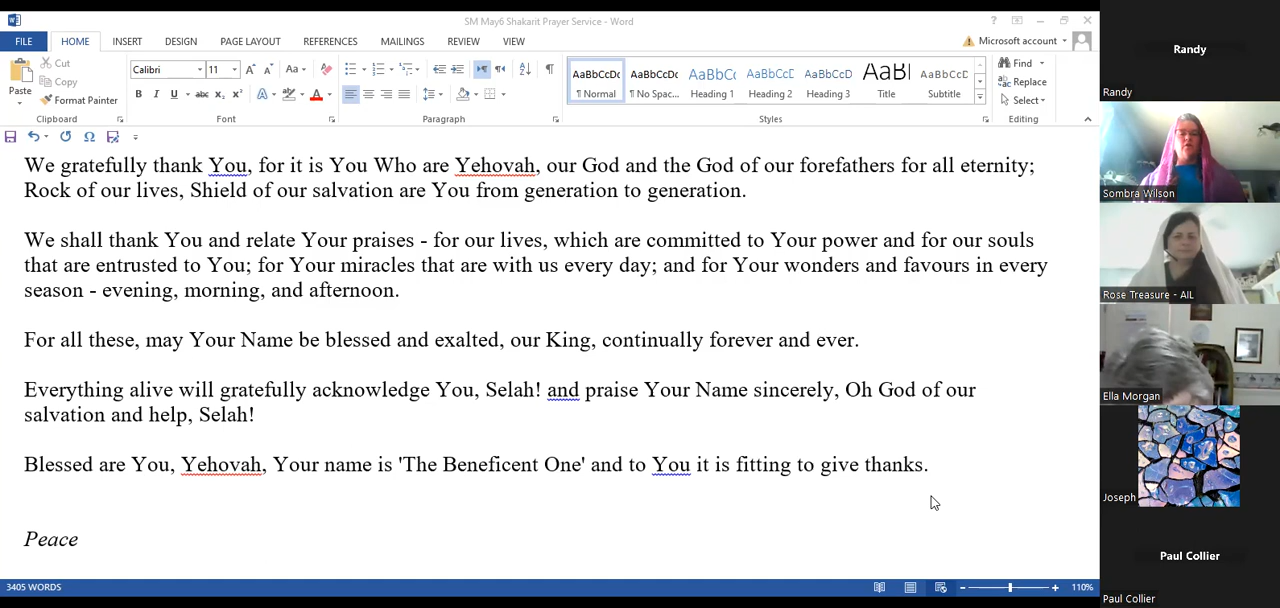 SM May6 Shakarit Prayer Service - Word
FILE HOME INSERT DESIGN PAGE LAYOUT REFERENCES MAILINGS REVIEW VIEW Microsoft account
Paste
Cut
Copy
Format Painter
Clipboard
Calibri 11
Font
Paragraph
AaBbCcDc AaBbCcDc AaBbC( AaBbCcD AaBbCcD AaBl AaBbCcD
¶ Normal ¶ No Spac... Heading 1 Heading 2 Heading 3 Title Subtitle
Styles
Find
Replace
Select
Editing
We gratefully thank You, for it is You Who are Yehovah, our God and the God of our forefathers for all eternity;
Rock of our lives, Shield of our salvation are You from generation to generation.
We shall thank You and relate Your praises - for our lives, which are committed to Your power and for our souls
that are entrusted to You; for Your miracles that are with us every day; and for Your wonders and favours in every
season - evening, morning, and afternoon.
For all these, may Your Name be blessed and exalted, our King, continually forever and ever.
Everything alive will gratefully acknowledge You, Selah! and praise Your Name sincerely, Oh God of our
salvation and help, Selah!
Blessed are You, Yehovah, Your name is 'The Beneficent One' and to You it is fitting to give thanks.
Peace
3405 WORDS
110%
Randy
Randy
Sombra Wilson
Rose Treasure - AIL
Ella Morgan
Joseph
Paul Collier
Paul Collier